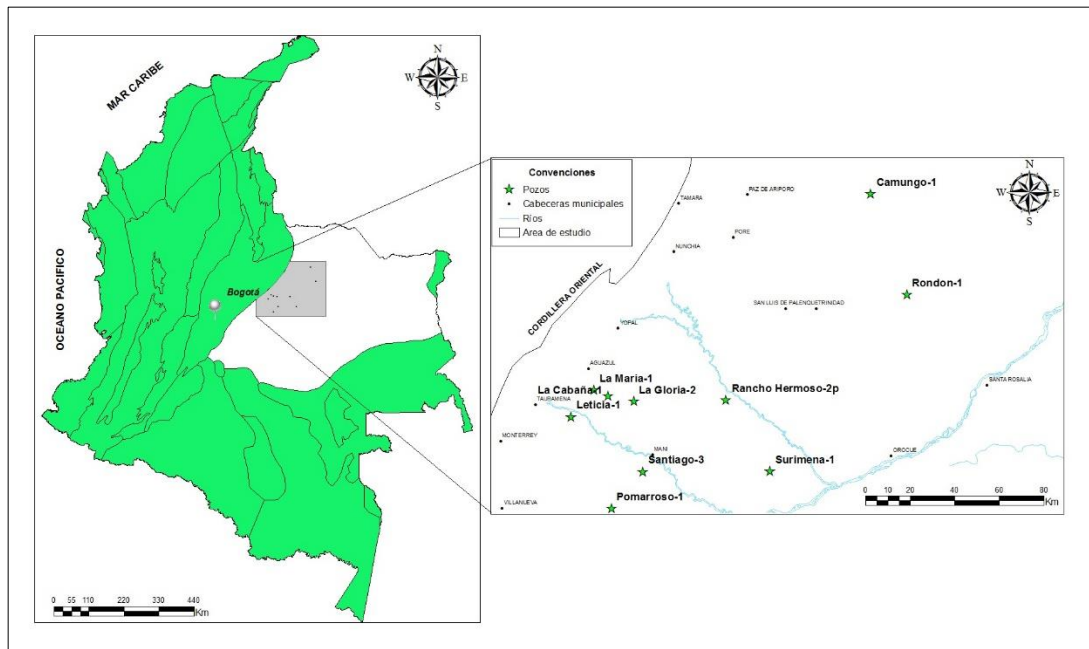 MAR CARIBE
N
W
E
S
OCEANO PACIFICO
Bogotá
0 55 110 220 330 440
Km
Convenciones
Pozos
Cabeceras municipales
Ríos
Area de estudio
N
W
E
S
CORDILLERA ORIENTAL
TAMARA
PAZ DE ARIPORO
Camungo-1
PORE
NUNCHIA
Rondon-1
SAN LUIS DE PALENQUETRINIDAD
YOPAL
AGUAZUL
SANTA ROSALIA
La Maria-1
La Cabaña-1
La Gloria-2
Rancho Hermoso-2p
TAURAMENA
Leticia-1
MONTERREY
MANI
OROCUE
Santiago-3
Surimena-1
Pomarroso-1
VILLANUEVA
0 10 20 40 60 80
Km